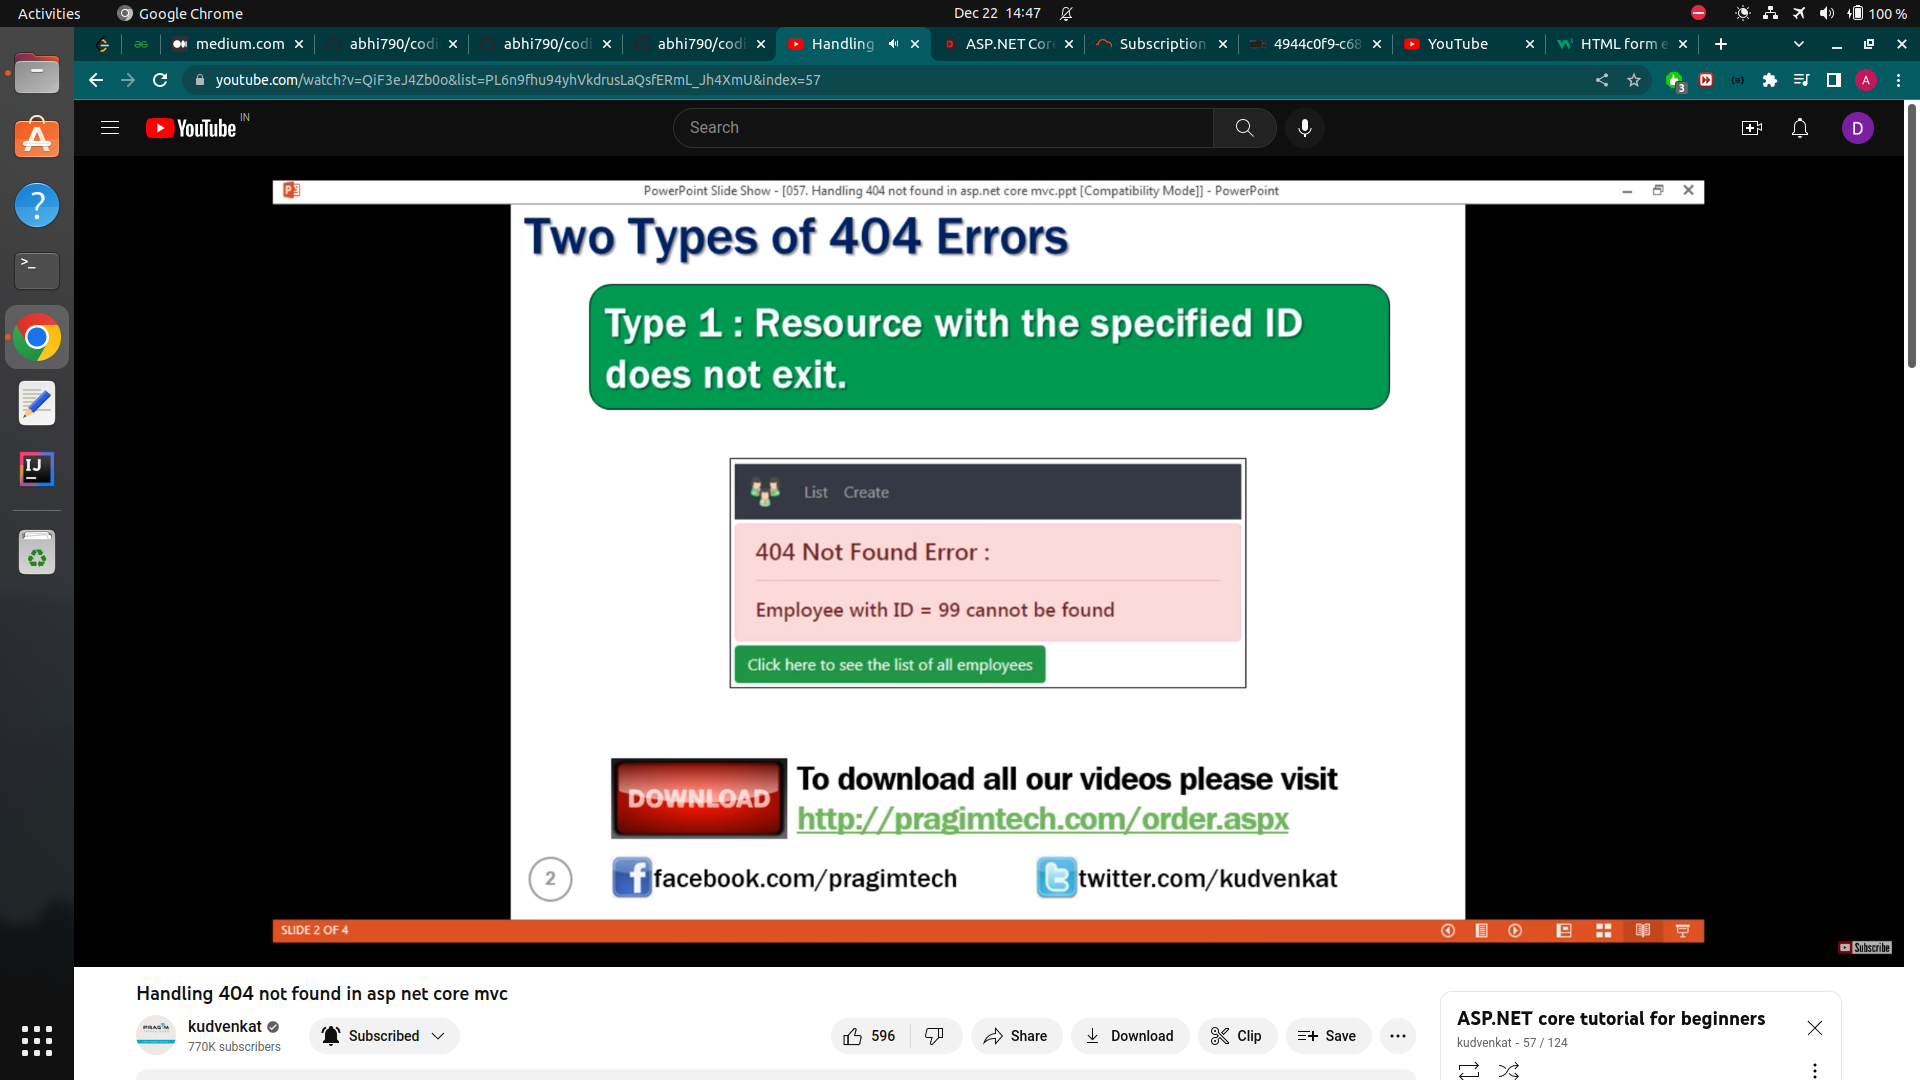 Activities
Google Chrome
Dec 22 14:47
100 %
medium.com
abhi790/codi
abhi790/codi
abhi790/codi
Handling
ASP.NET Cor
Subscription
4944c0f9-c68
YouTube
HTML form e
youtube.com/watch?v=QiF3eJ4Zb0o&list=PL6n9fhu94yhVkdrusLaQsfERmL_Jh4XmU&index=57
3
A
YouTube
IN
Search
D
PowerPoint Slide Show - [057. Handling 404 not found in asp.net core mvc.ppt [Compatibility Mode]] - PowerPoint
Two Types of 404 Errors
Type 1 : Resource with the specified ID
does not exit.
List Create
404 Not Found Error :
Employee with ID = 99 cannot be found
Click here to see the list of all employees
DOWNLOAD
To download all our videos please visit
http://pragimtech.com/order.aspx
2
facebook.com/pragimtech
twitter.com/kudvenkat
SLIDE 2 OF 4
Subscribe
Handling 404 not found in asp net core mvc
PRAGIM
kudvenkat
770K subscribers
Subscribed
596
Share
Download
Clip
Save
ASP.NET core tutorial for beginners
kudvenkat - 57 / 124